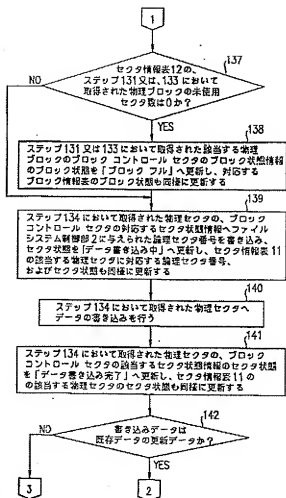 1
137
セクタ情報表12の、
ステップ131又は、133において
取得された物理ブロックの未使用
セクタ数は0か?
NO
YES
138
ステップ131又は133において取得された該当する物理
ブロックのブロック コントロール セクタのブロック状態情報
のブロック状態を「ブロック フル」へ更新し、対応する
ブロック情報表のブロック状態も同様に更新する
139
ステップ134において取得された物理セクタの、ブロック
コントロール セクタの対応するセクタ状態情報へファイル
システム制御部2に与えられた論理セクタ番号を書き込み、
セクタ状態を「データ書き込み中」へ更新し、セクタ情報表11
の該当する物理セクタに対応する論理セクタ番号、
およびセクタ状態も同様に更新する
140
ステップ134において取得された物理セクタへ
データの書き込みを行う
141
ステップ134において取得された物理セクタの、ブロック
コントロール セクタの該当するセクタ状態情報のセクタ状態
を「データ書き込み完了」へ更新し、セクタ情報表11の
の該当する物理セクタのセクタ状態も同様に更新する
142
書き込みデータは
既存データの更新データか?
NO
YES
3
2